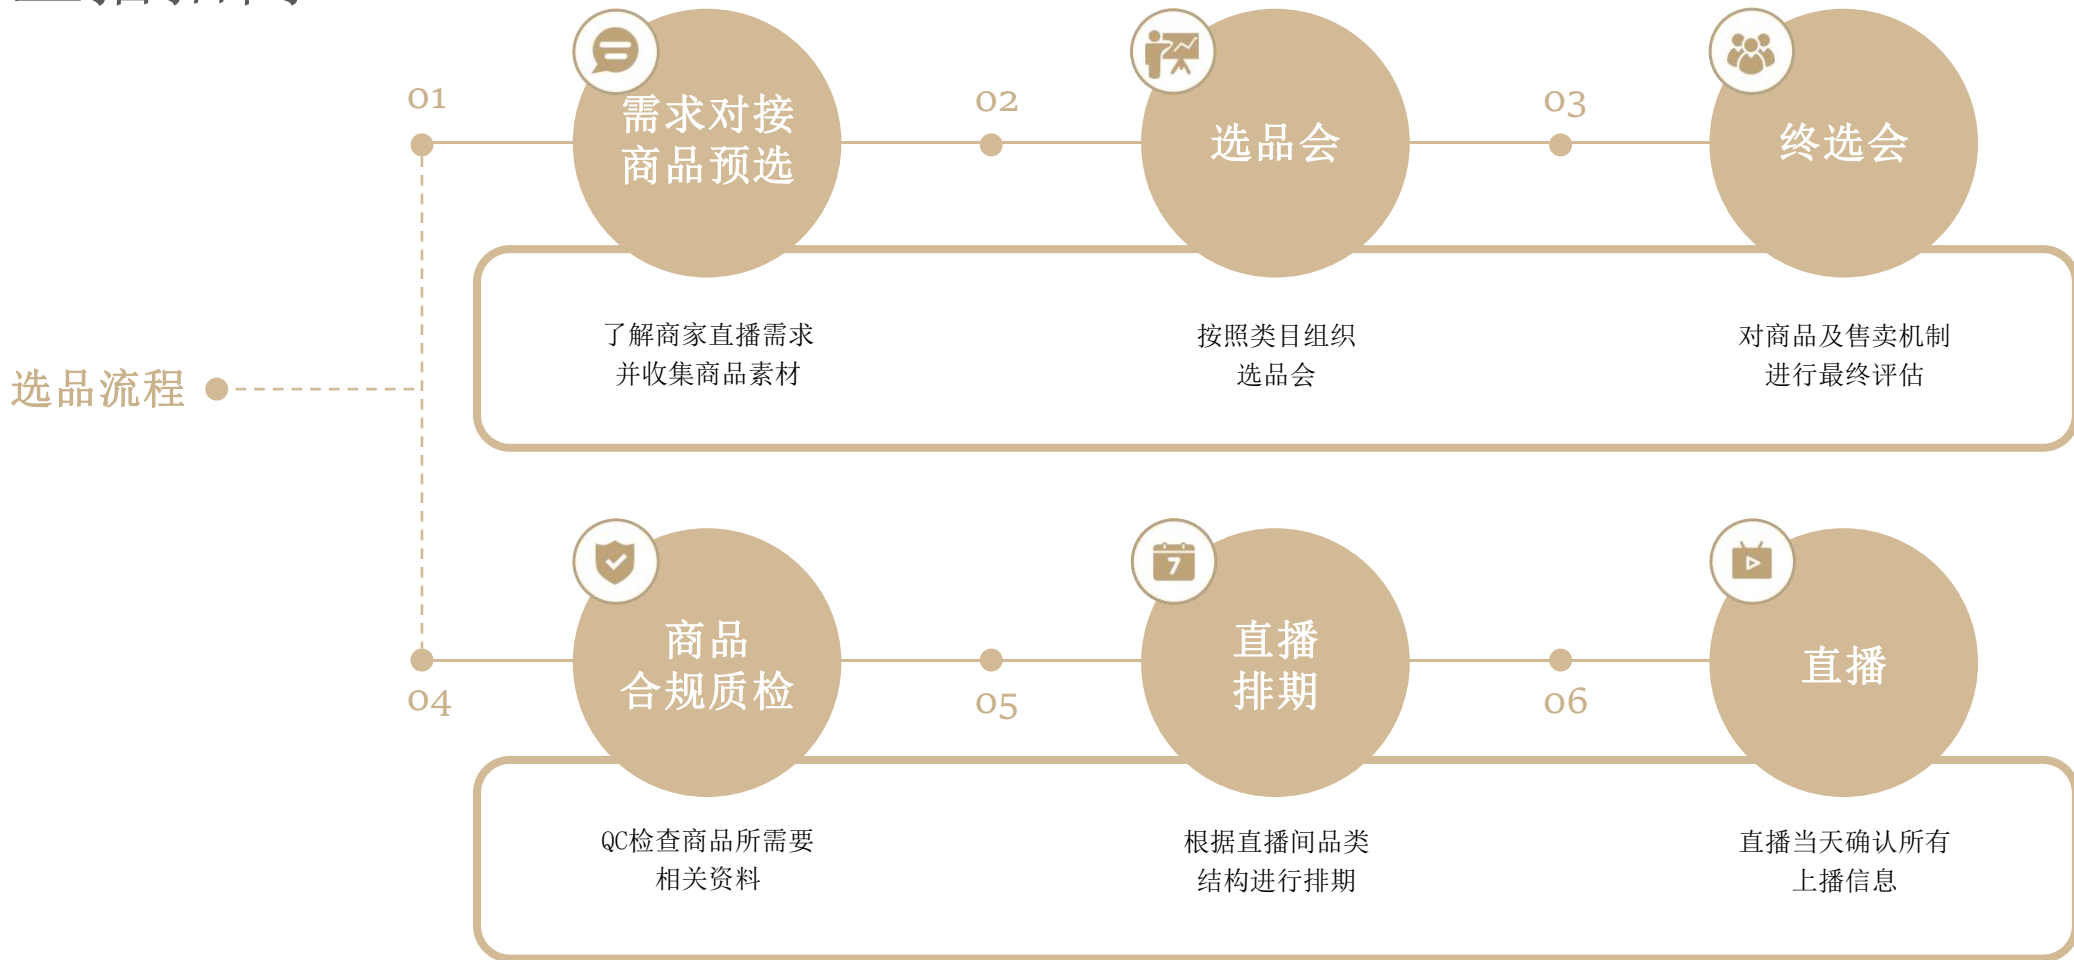 01
需求对接
商品预选
02
选品会
03
终选会
了解商家直播需求
并收集商品素材
按照类目组织
选品会
对商品及售卖机制
进行最终评估
选品流程
04
商品
合规质检
05
7
直播
排期
06
直播
QC检查商品所需要
相关资料
根据直播间品类
结构进行排期
直播当天确认所有
上播信息